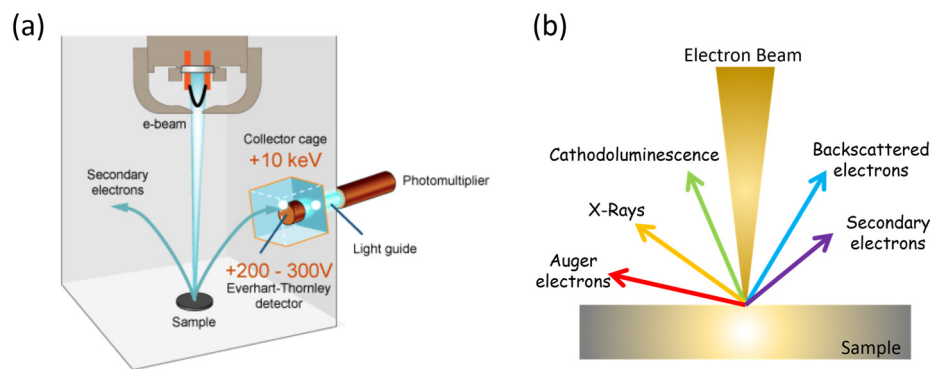 (a)
e-beam
Collector cage
+10 keV
Secondary
electrons
Photomultiplier
Light guide
+200 - 300V
Everhart-Thornley
detector
Sample
(b)
Electron Beam
Cathodoluminescence
Backscattered
electrons
X-Rays
Secondary
electrons
Auger
electrons
Sample